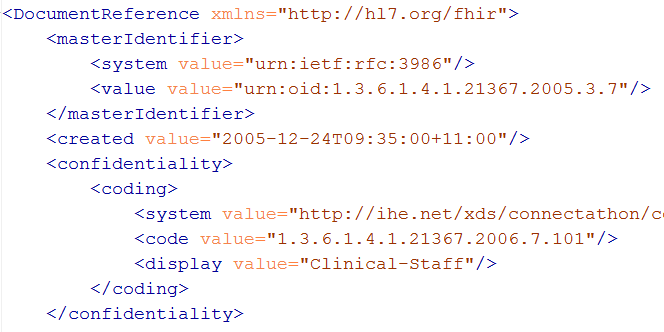 <DocumentReference xmlns="http://hl7.org/fhir">
<masterIdentifier>
<system value="urn:ietf:rfc:3986"/>
<value value="urn:oid:1.3.6.1.4.1.21367.2005.3.7"/>
</masterIdentifier>
<created value="2005-12-24T09:35:00+11:00"/>
<confidentiality>
<coding>
<system value="http://ihe.net/xds/connectathon/co
<code value="1.3.6.1.4.1.21367.2006.7.101"/>
<display value="Clinical-Staff"/>
</coding>
</confidentiality>